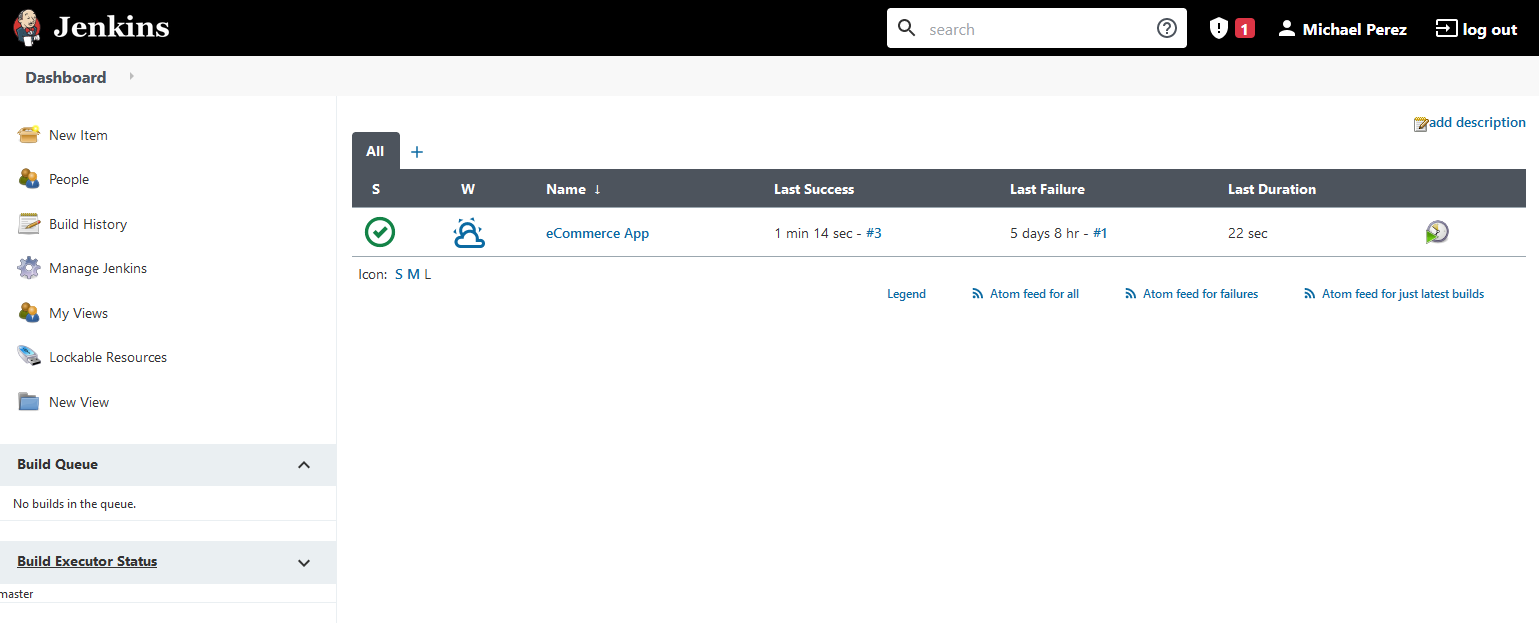 Jenkins
search
1
Michael Perez
log out
Dashboard
New Item
People
Build History
Manage Jenkins
My Views
Lockable Resources
New View
Build Queue
No builds in the queue.
Build Executor Status
master
add description
All +
S W Name ↓ Last Success Last Failure Last Duration
eCommerce App 1 min 14 sec - #3 5 days 8 hr - #1 22 sec
Icon: S M L
Legend Atom feed for all Atom feed for failures Atom feed for just latest builds